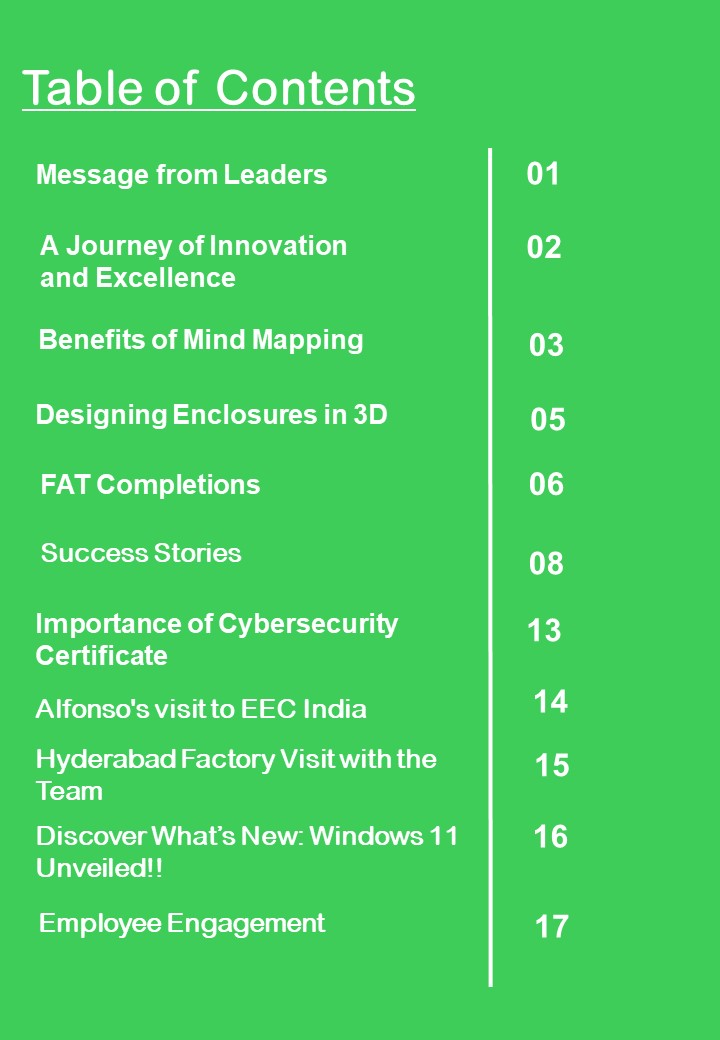 Table of Contents
Message from Leaders 01
A Journey of Innovation 02
and Excellence
Benefits of Mind Mapping 03
Designing Enclosures in 3D 05
FAT Completions 06
Success Stories 08
Importance of Cybersecurity 13
Certificate
Alfonso's visit to EEC India 14
Hyderabad Factory Visit with the 15
Team
Discover What’s New: Windows 11 16
Unveiled!!
Employee Engagement 17